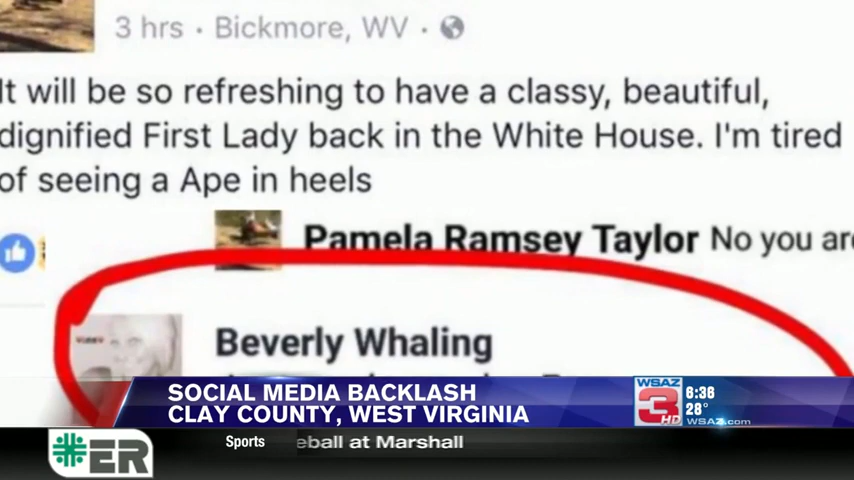 3 hrs · Bickmore, WV ·
It will be so refreshing to have a classy, beautiful,
dignified First Lady back in the White House. I'm tired
of seeing a Ape in heels
Pamela Ramsey Taylor No you are
Beverly Whaling
SOCIAL MEDIA BACKLASH
CLAY COUNTY, WEST VIRGINIA
WSAZ
3
HD
6:36
28°
WSAZ.com
ER
Sports eball at Marshall